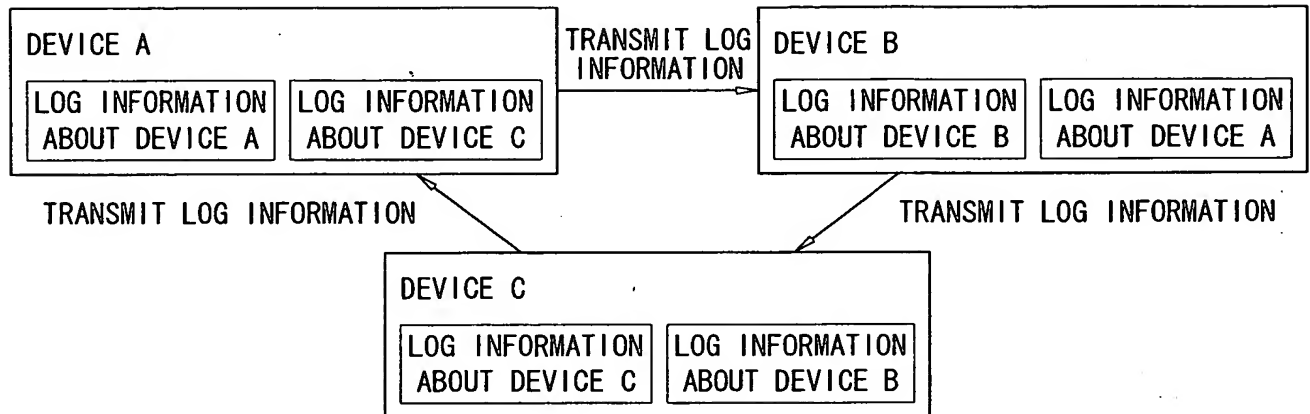 DEVICE A
LOG INFORMATION
ABOUT DEVICE A
LOG INFORMATION
ABOUT DEVICE C
TRANSMIT LOG
INFORMATION
DEVICE B
LOG INFORMATION
ABOUT DEVICE B
LOG INFORMATION
ABOUT DEVICE A
TRANSMIT LOG INFORMATION
TRANSMIT LOG INFORMATION
DEVICE C
LOG INFORMATION
ABOUT DEVICE C
LOG INFORMATION
ABOUT DEVICE B